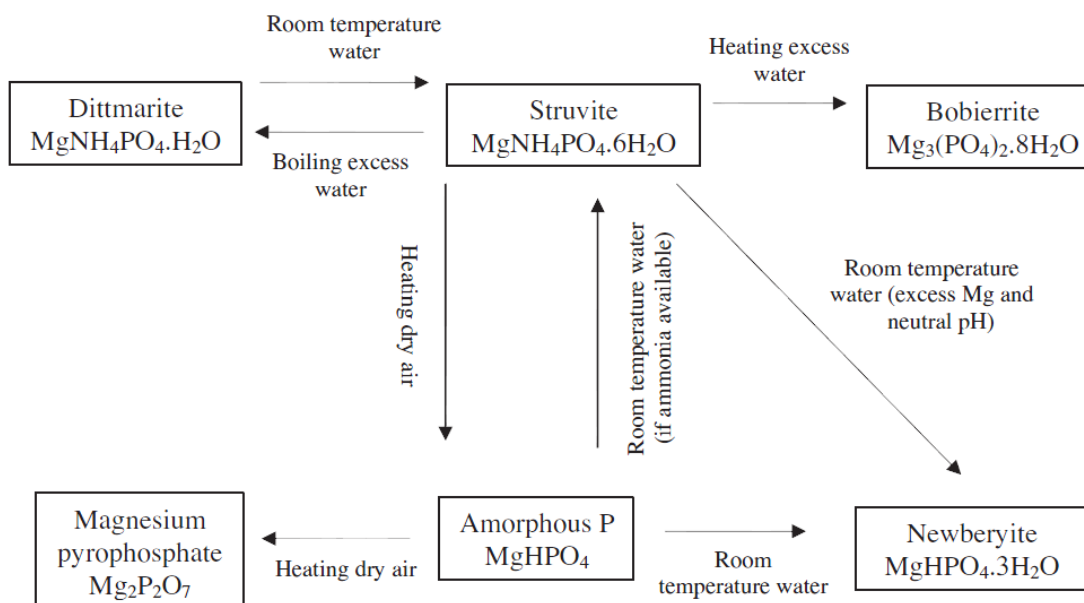 Room temperature
water
Heating excess
water
Dittmarite
MgNH₄PO₄.H₂O
Struvite
MgNH₄PO₄.6H₂O
Bobierrite
Mg₃(PO₄)₂.8H₂O
Boiling excess
water
Heating dry air
Room temperature water
(if ammonia available)
Room temperature
water (excess Mg and
neutral pH)
Magnesium
pyrophosphate
Mg₂P₂O₇
Heating dry air
Amorphous P
MgHPO₄
Room
temperature water
Newberyite
MgHPO₄.3H₂O